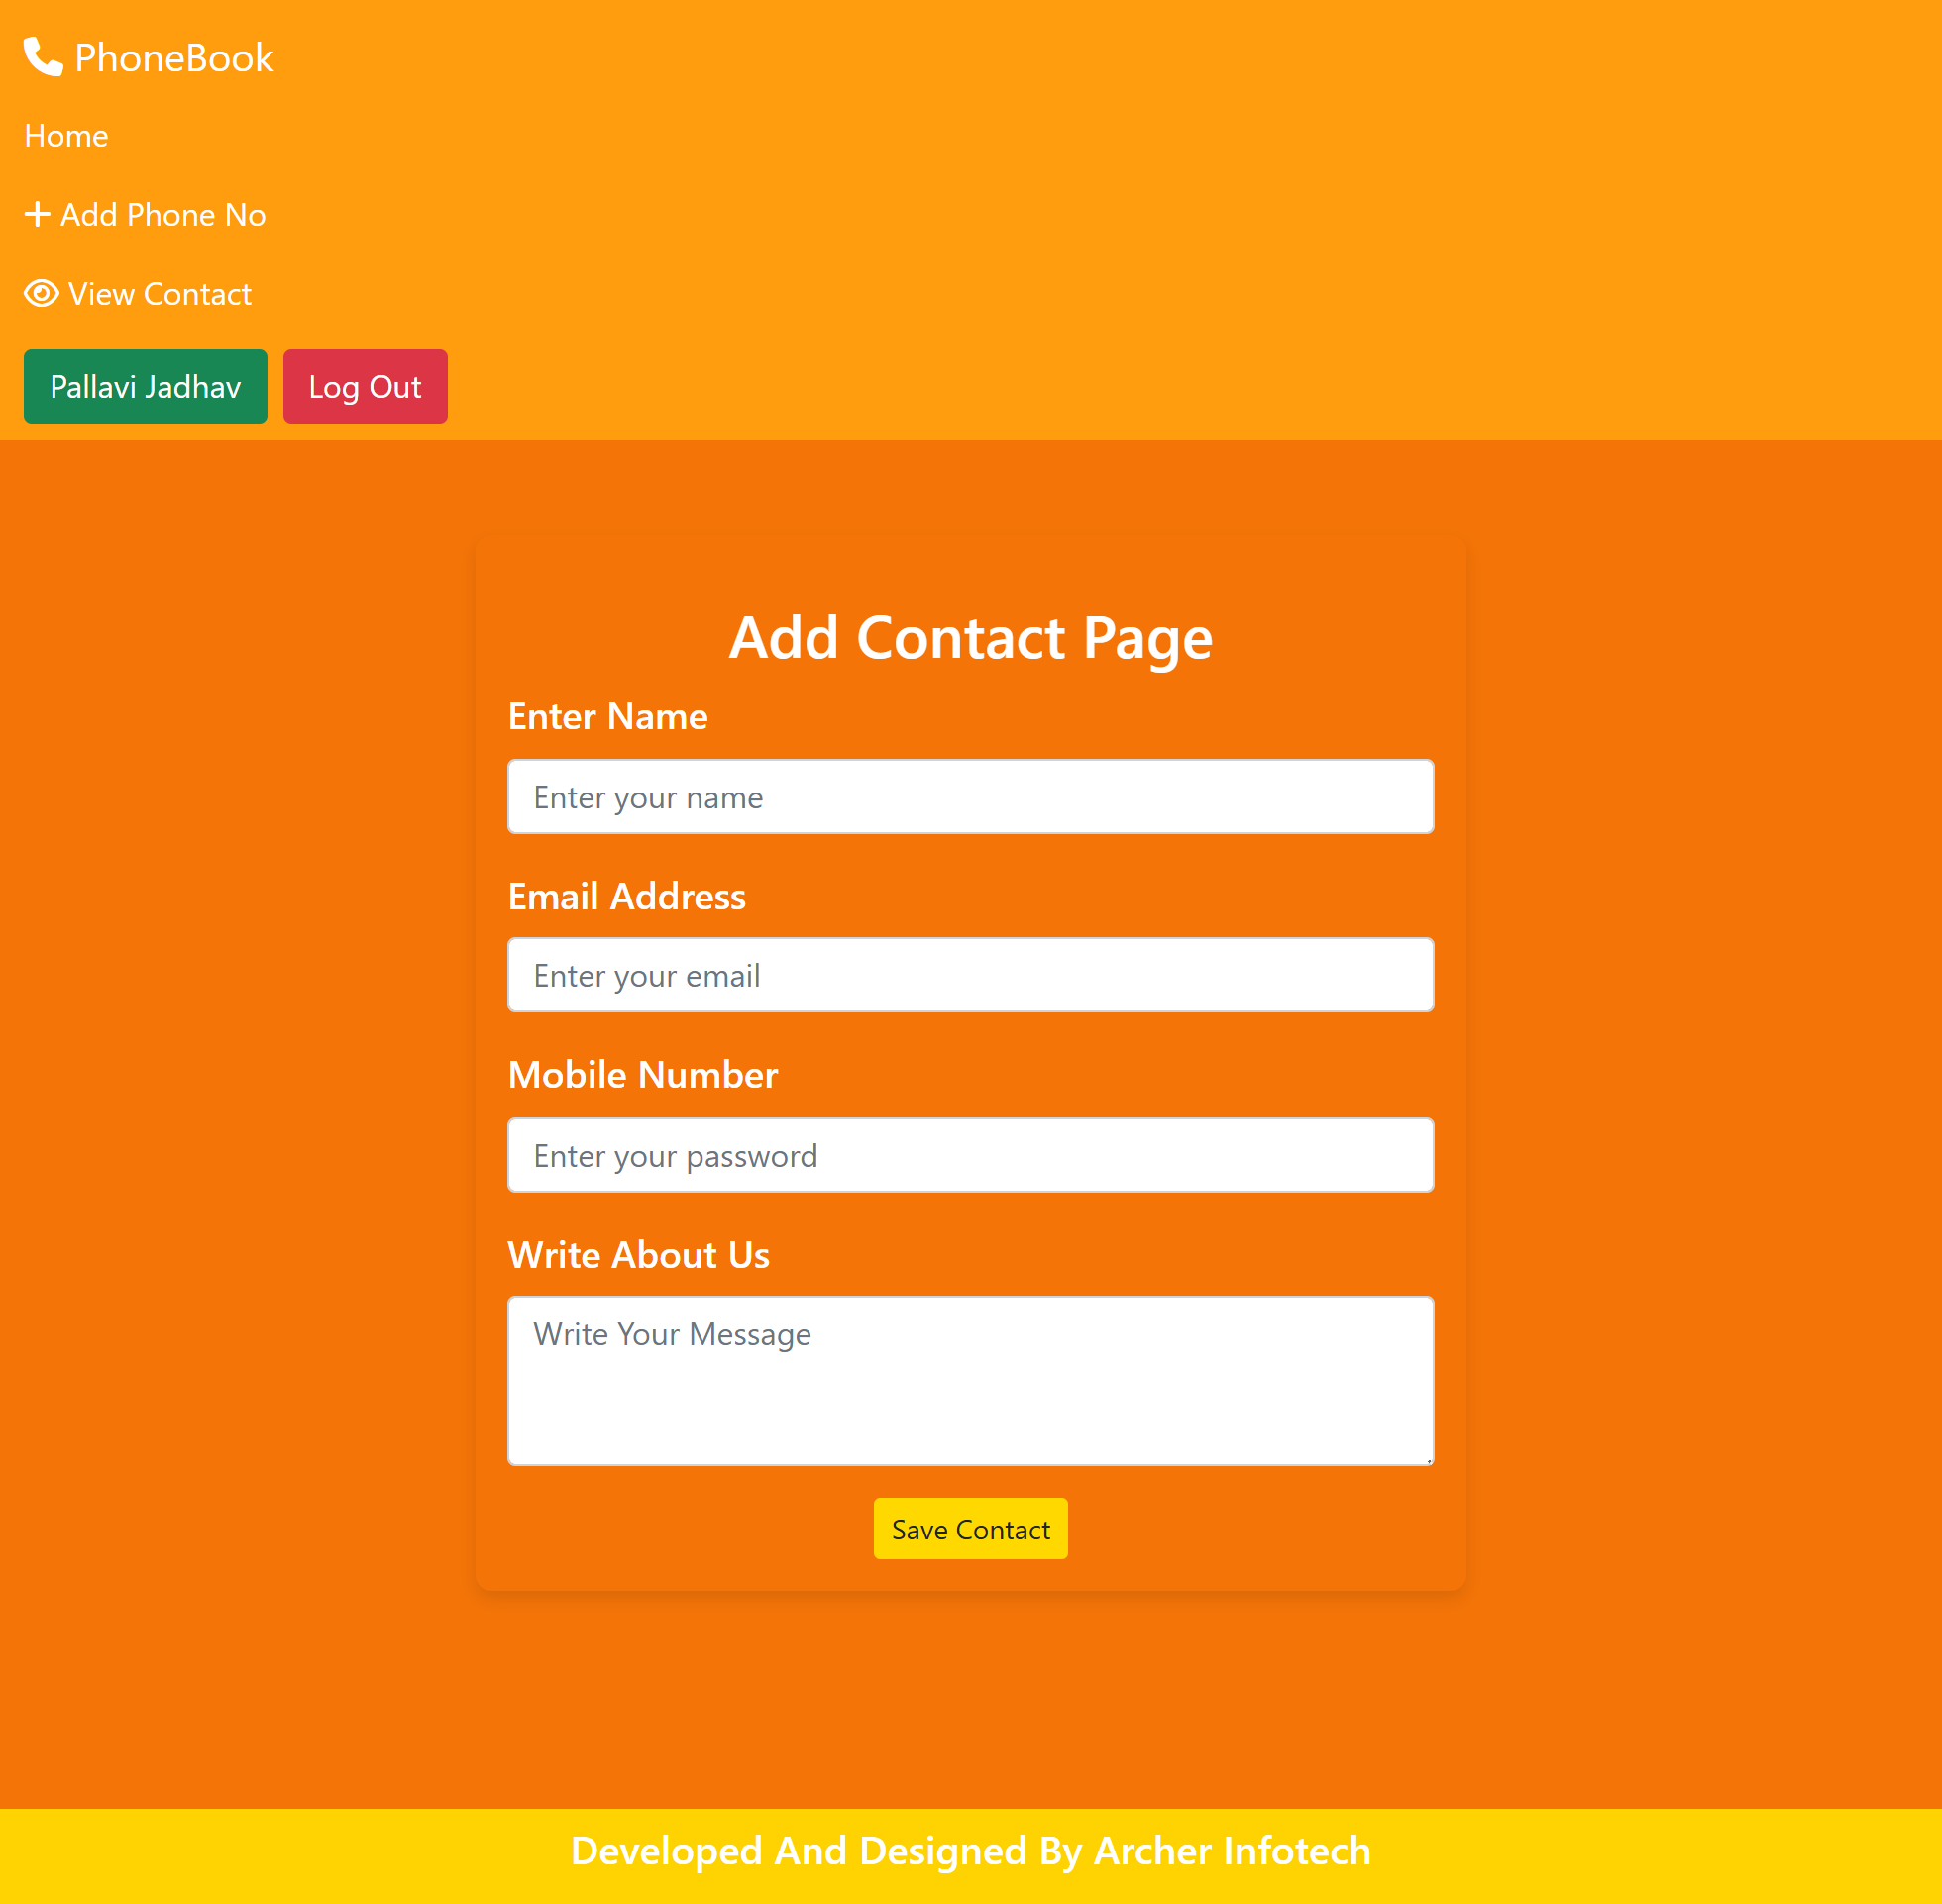 PhoneBook
Home
Add Phone No
View Contact
Pallavi Jadhav Log Out
Add Contact Page
Enter Name
Enter your name
Email Address
Enter your email
Mobile Number
Enter your password
Write About Us
Write Your Message
Save Contact
Developed And Designed By Archer Infotech